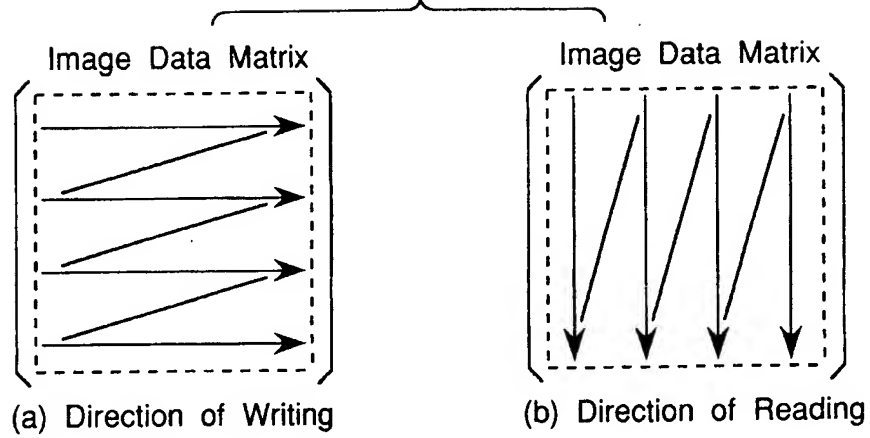 Image Data Matrix
Image Data Matrix
(a) Direction of Writing
(b) Direction of Reading